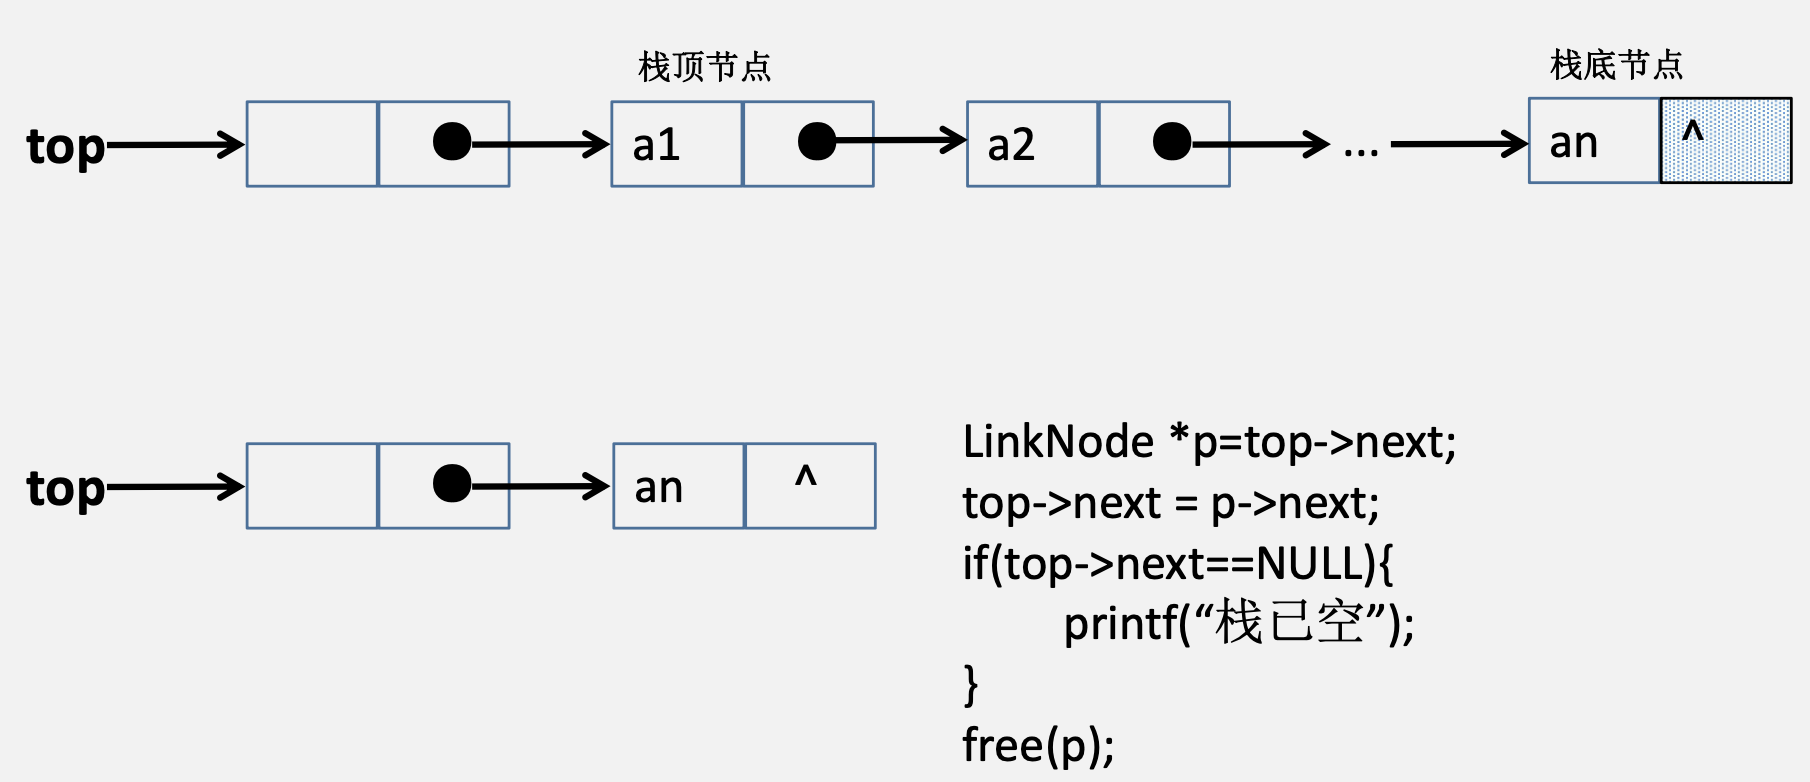 栈顶节点
栈底节点
top a1 a2 ... an ^
top an ^
LinkNode *p=top->next;
top->next = p->next;
if(top->next==NULL){
printf(“栈已空”);
}
free(p);